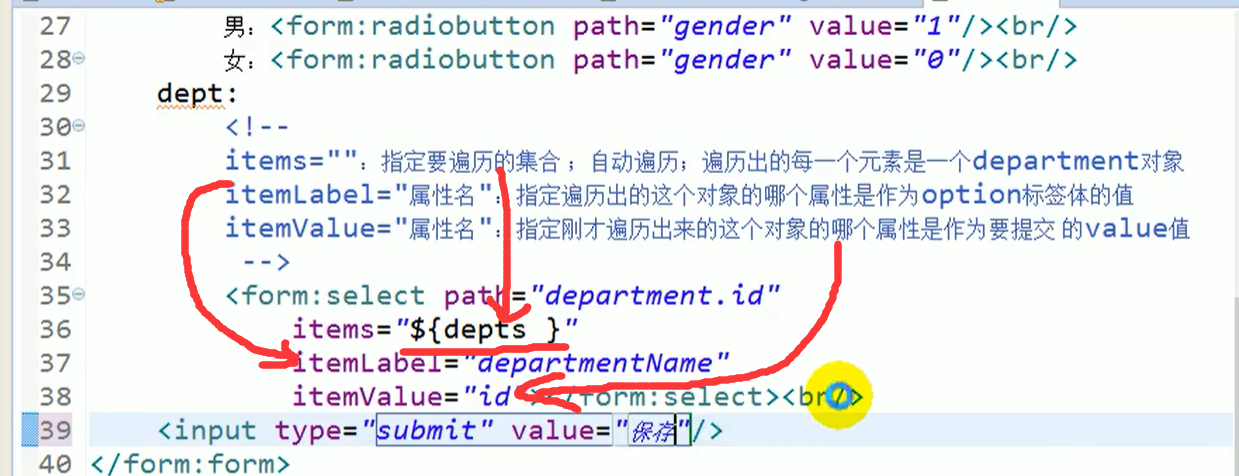 27 男：<form:radiobutton path="gender" value="1"/><br/>
28 女：<form:radiobutton path="gender" value="0"/><br/>
29 dept:
30 <!--
31 items=""：指定要遍历的集合 ；自动遍历；遍历出的每一个元素是一个department对象
32 itemLabel="属性名"：指定遍历出的这个对象的哪个属性是作为option标签体的值
33 itemValue="属性名"：指定刚才遍历出来的这个对象的哪个属性是作为要提交 的value值
34 -->
35 <form:select path="department.id"
36 items="${depts }"
37 itemLabel="departmentName"
38 itemValue="id"></form:select><br/>
39 <input type="submit" value="保存"/>
40 </form:form>